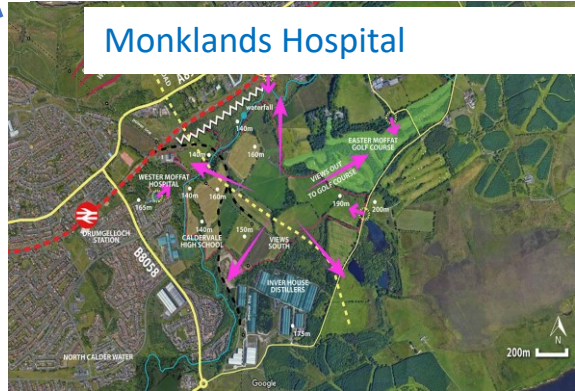 Monklands Hospital
waterfall
140m
140m
160m
EASTER MOFFAT
GOLF COURSE
WESTER MOFFAT
HOSPITAL
VIEWS OUT
TO GOLF COURSE
165m
140m
160m
190m
200m
DRUMGELLOCH
STATION
140m
CALDERVALE
HIGH SCHOOL
150m
VIEWS
SOUTH
B8058
INVER HOUSE
DISTILLERS
175m
N
NORTH CALDER WATER
200m
Google